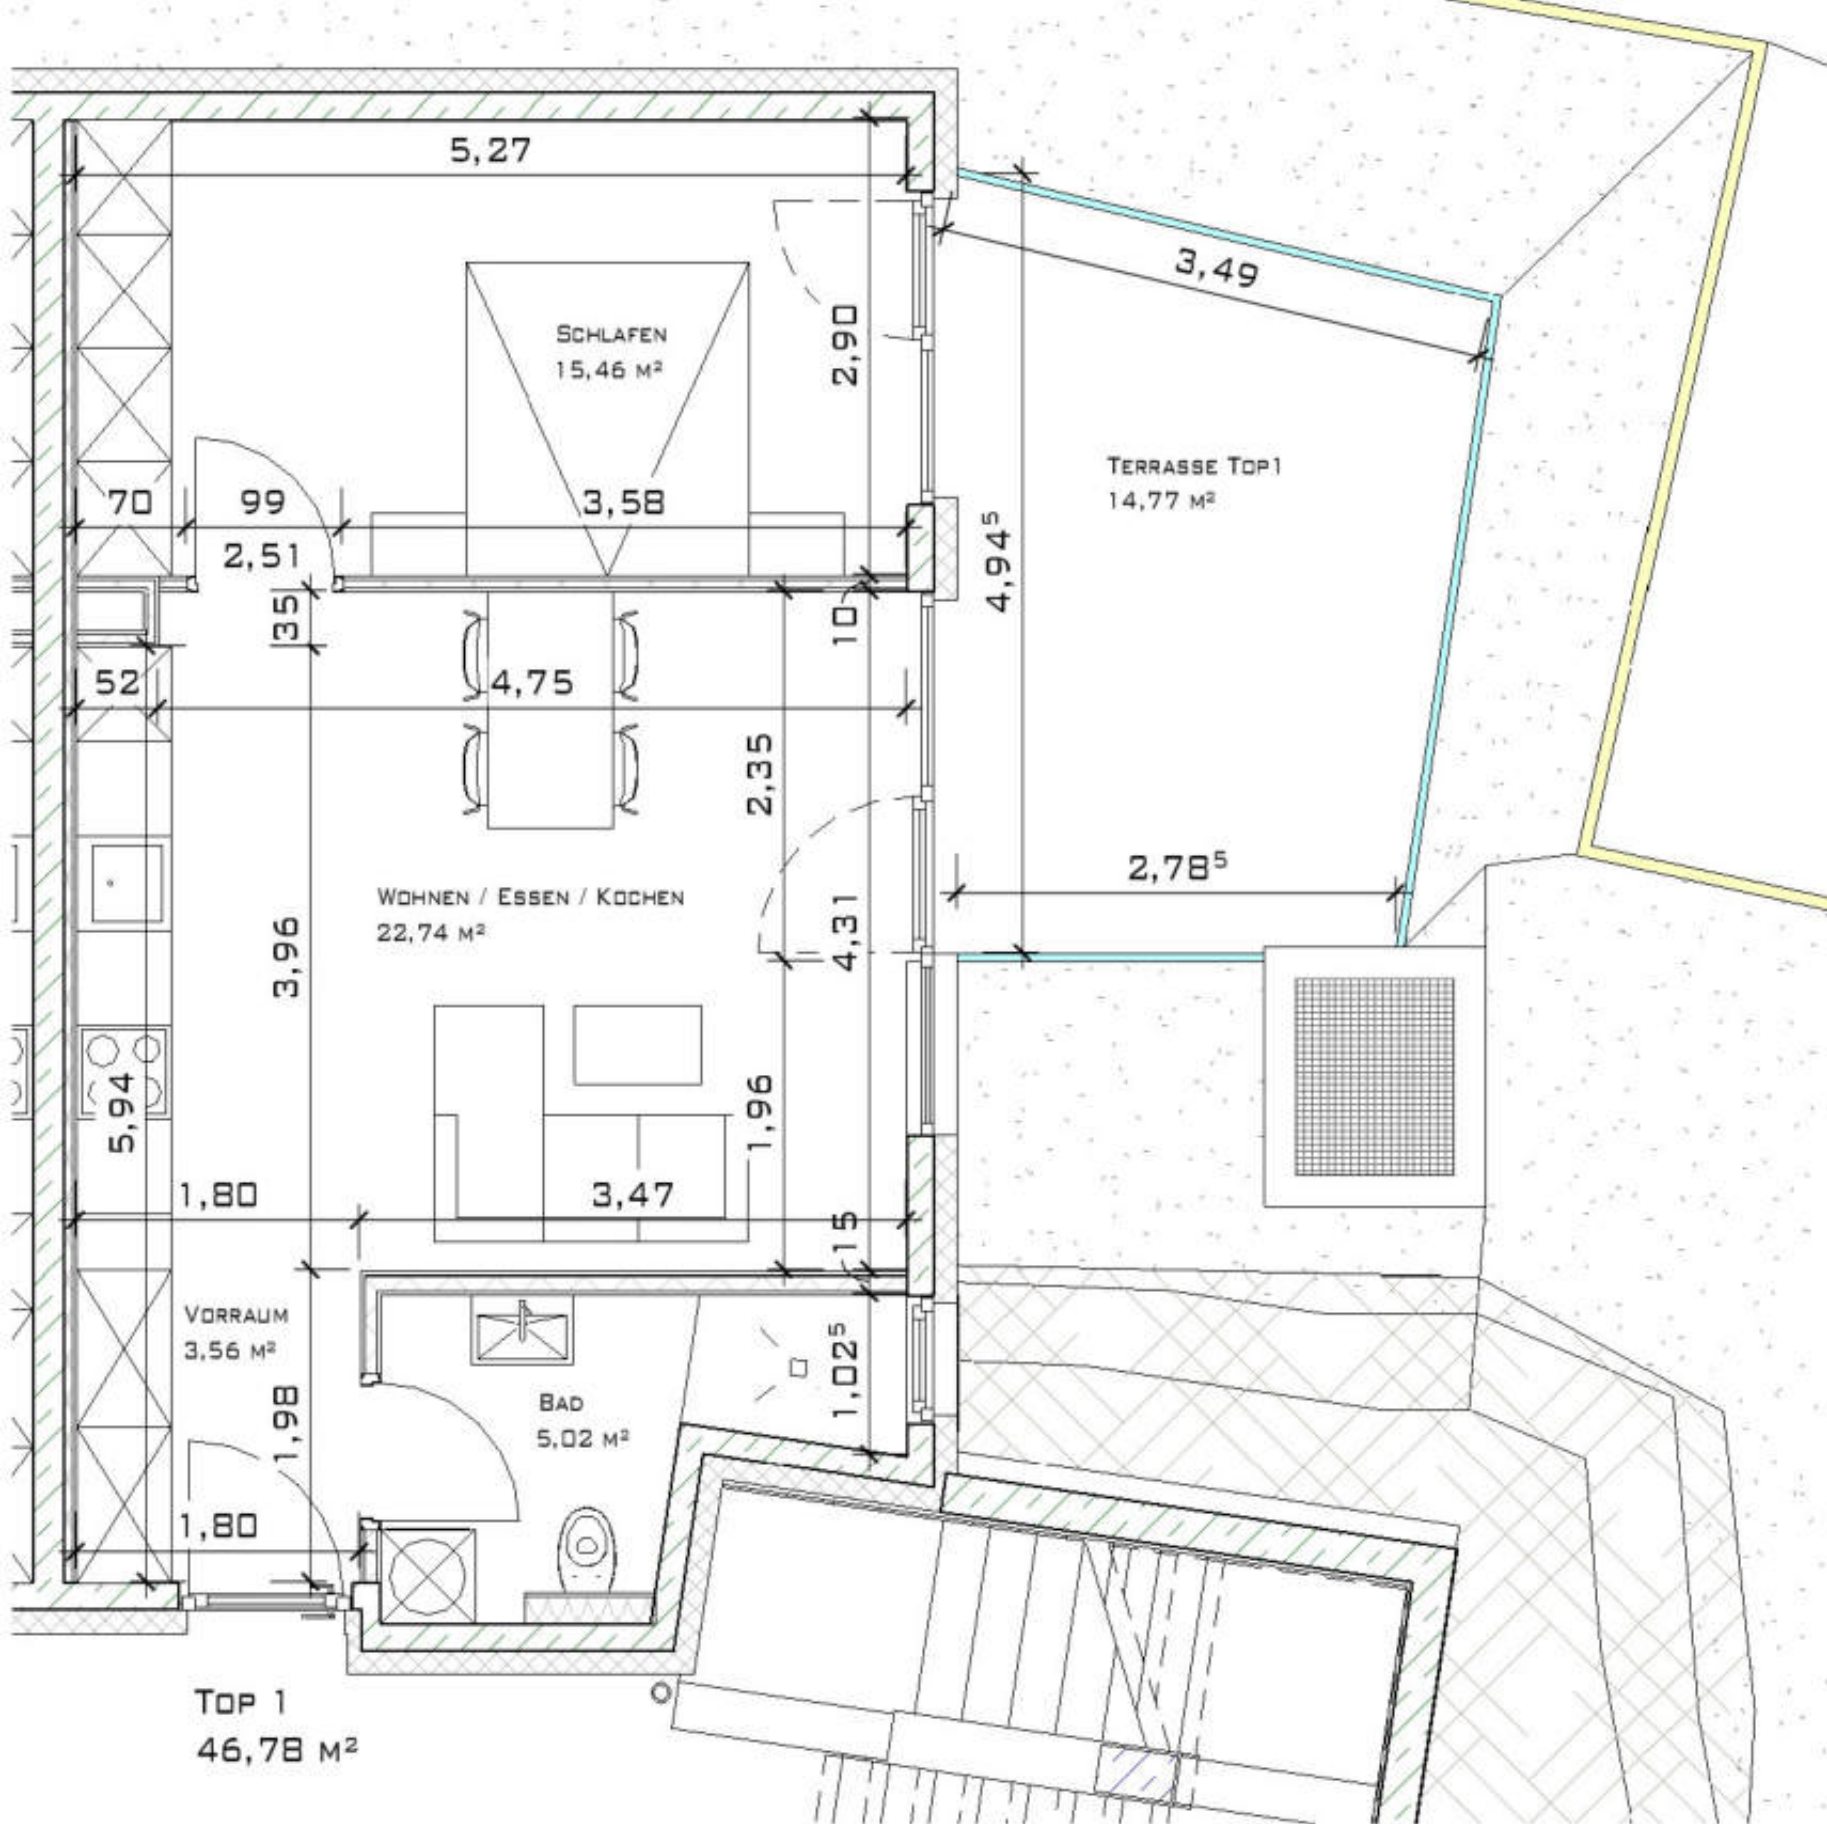 5,27
3,49
SCHLAFEN
15,46 M²
2,90
TERRASSE TOP1
14,77 M²
70
99
3,58
2,51
4,94⁵
35
10
52
4,75
2,35
2,78⁵
WOHNEN / ESSEN / KOCHEN
22,74 M²
3,96
4,31
5,94
1,96
1,80
3,47
15
VORRAUM
3,56 M²
1,02⁵
1,98
BAD
5,02 M²
1,80
TOP 1
46,78 M²